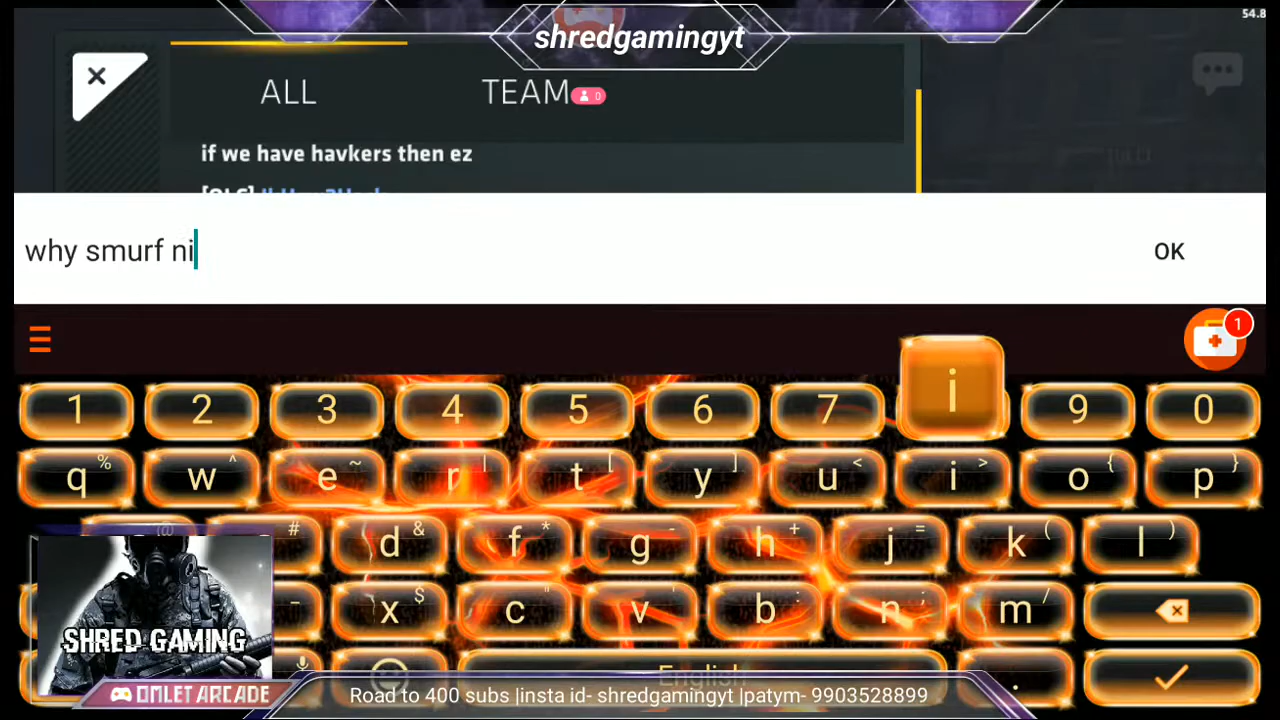 shredgamingyt
54.8
ALL TEAM 0
if we have havkers then ez
why smurf ni
OK
1
i
1 2 3 4 5 6 7 9 0
% ^ ~ | [ ] < > { }
q w e r t y u i o p
@ # & * - + = ( )
d f g h j k l
- $ " ' : ; /
x c v b n m
English .
SHRED GAMING
OMLET ARCADE
Road to 400 subs |insta id- shredgamingyt |patym- 9903528899